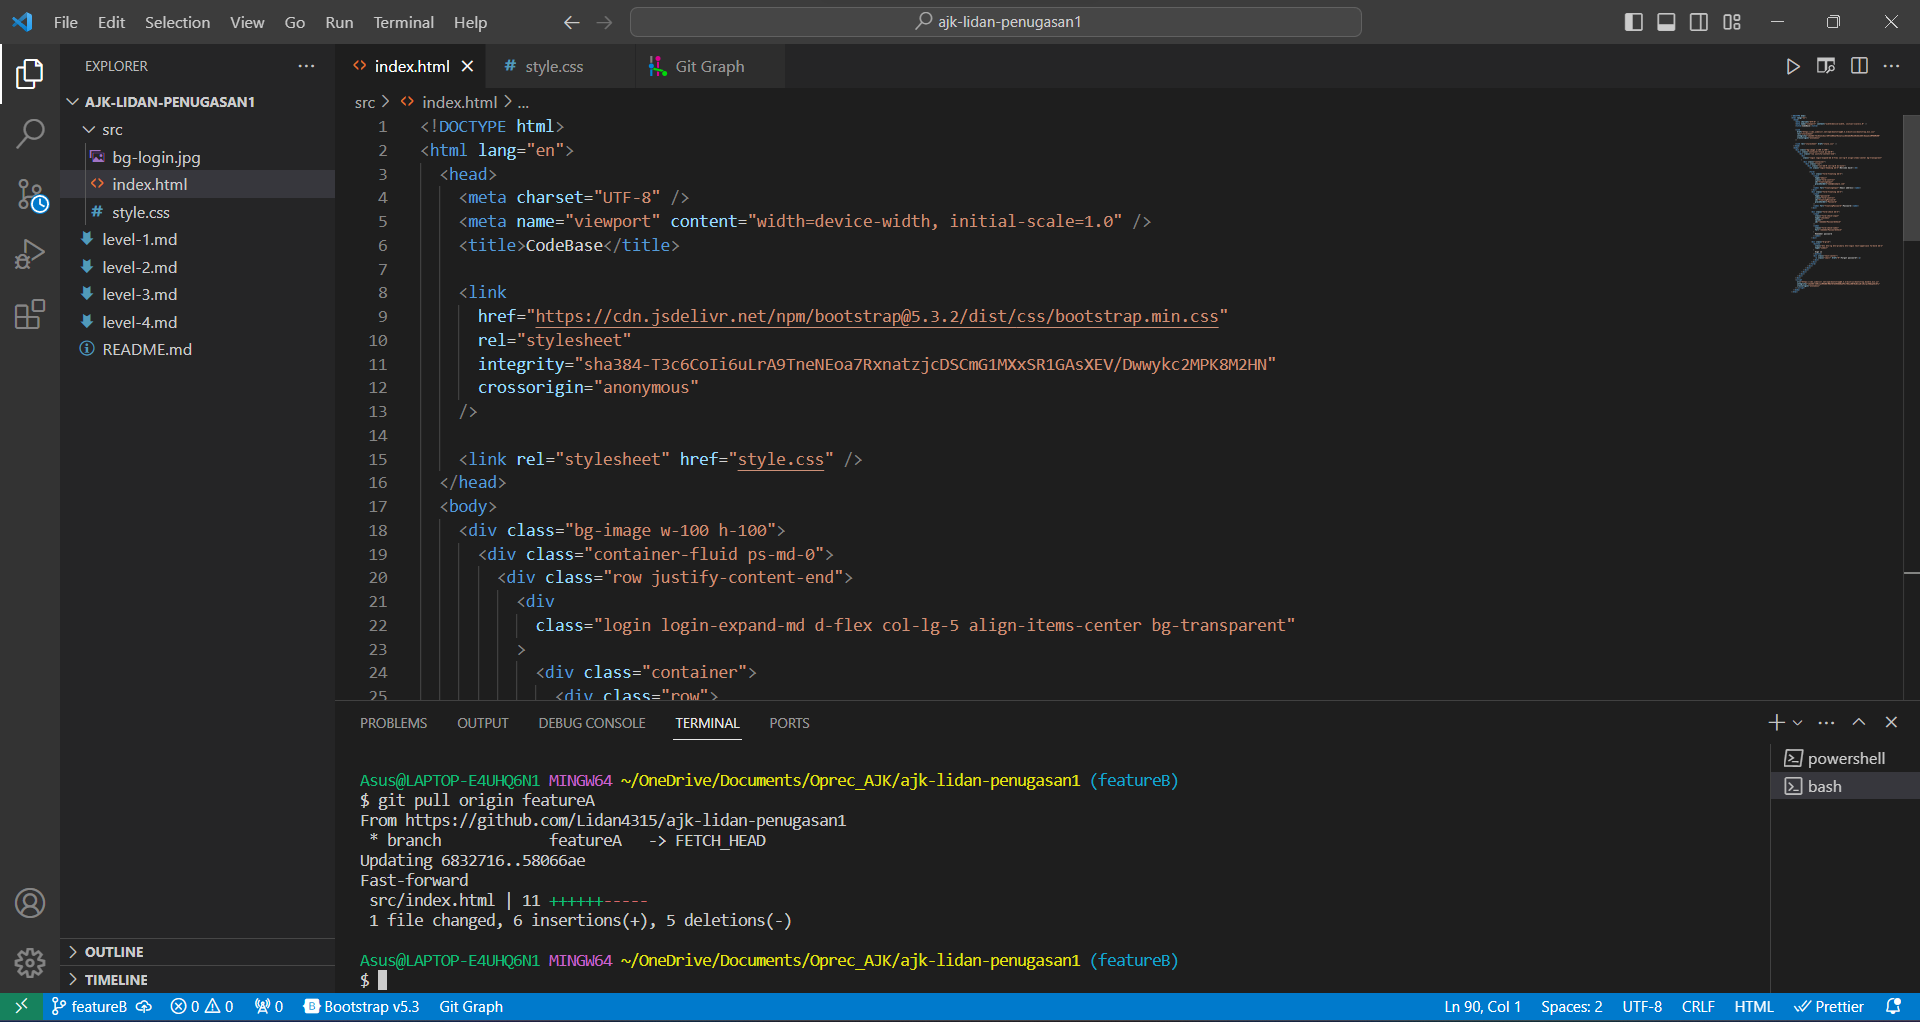 File Edit Selection View Go Run Terminal Help
ajk-lidan-penugasan1
EXPLORER
AJK-LIDAN-PENUGASAN1
src
bg-login.jpg
index.html
style.css
level-1.md
level-2.md
level-3.md
level-4.md
README.md
OUTLINE
TIMELINE
index.html
style.css
Git Graph
src > index.html > ...
1 <!DOCTYPE html>
2 <html lang="en">
3 <head>
4 <meta charset="UTF-8" />
5 <meta name="viewport" content="width=device-width, initial-scale=1.0" />
6 <title>CodeBase</title>
7
8 <link
9 href="https://cdn.jsdelivr.net/npm/bootstrap@5.3.2/dist/css/bootstrap.min.css"
10 rel="stylesheet"
11 integrity="sha384-T3c6CoIi6uLrA9TneNEoa7RxnatzjcDSCmG1MXxSR1GAsXEV/Dwwykc2MPK8M2HN"
12 crossorigin="anonymous"
13 />
14
15 <link rel="stylesheet" href="style.css" />
16 </head>
17 <body>
18 <div class="bg-image w-100 h-100">
19 <div class="container-fluid ps-md-0">
20 <div class="row justify-content-end">
21 <div
22 class="login login-expand-md d-flex col-lg-5 align-items-center bg-transparent"
23 >
24 <div class="container">
25 <div class="row">
PROBLEMS OUTPUT DEBUG CONSOLE TERMINAL PORTS
Asus@LAPTOP-E4UHQ6N1 MINGW64 ~/OneDrive/Documents/Oprec_AJK/ajk-lidan-penugasan1 (featureB)
$ git pull origin featureA
From https://github.com/Lidan4315/ajk-lidan-penugasan1
* branch featureA -> FETCH_HEAD
Updating 6832716..58066ae
Fast-forward
src/index.html | 11 ++++++-----
1 file changed, 6 insertions(+), 5 deletions(-)
Asus@LAPTOP-E4UHQ6N1 MINGW64 ~/OneDrive/Documents/Oprec_AJK/ajk-lidan-penugasan1 (featureB)
$
powershell
bash
featureB 0 0 0 Bootstrap v5.3 Git Graph Ln 90, Col 1 Spaces: 2 UTF-8 CRLF HTML Prettier